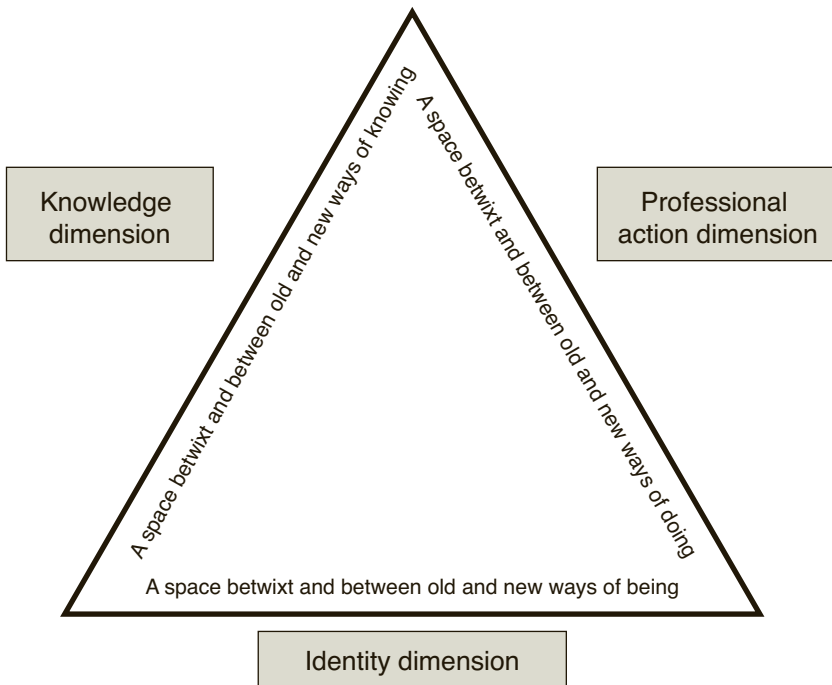 A space betwixt and between old and new ways of knowing
A space betwixt and between old and new ways of doing
Knowledge
dimension
Professional
action dimension
A space betwixt and between old and new ways of being
Identity dimension